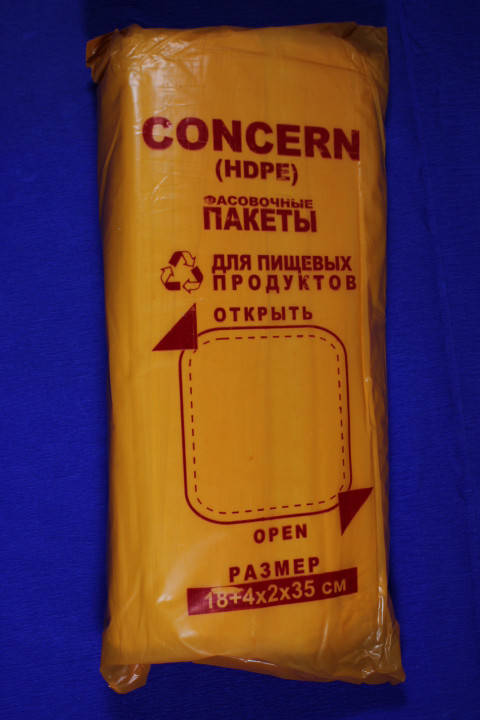 CONCERN
(HDPE)
ФАСОВОЧНЫЕ
ПАКЕТЫ
ДЛЯ ПИЩЕВЫХ
ПРОДУКТОВ
ОТКРЫТЬ
OPEN
РАЗМЕР
18+4x2x35 СМ